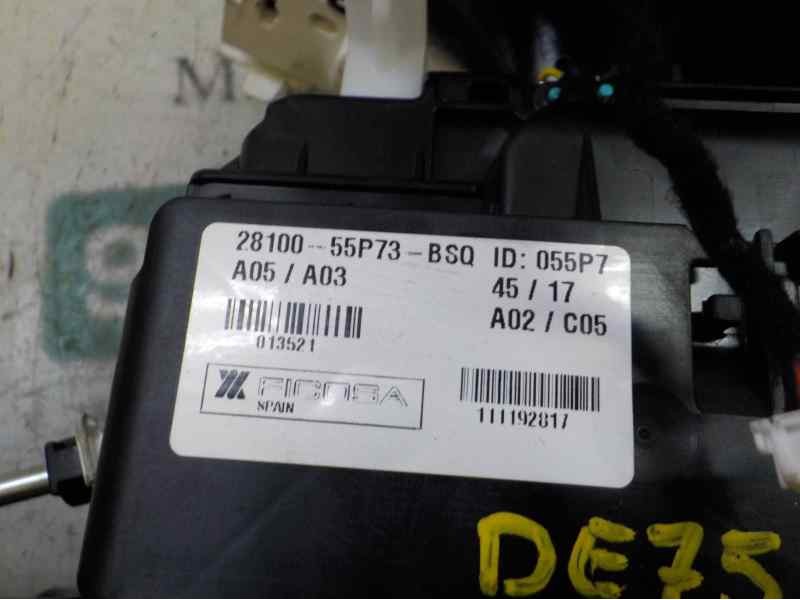 M
28100-55P73-BSQ ID: 055P7
A05 / A03 45 / 17
A02 / C05
013521
FICOSA
SPAIN
111192817
DE75